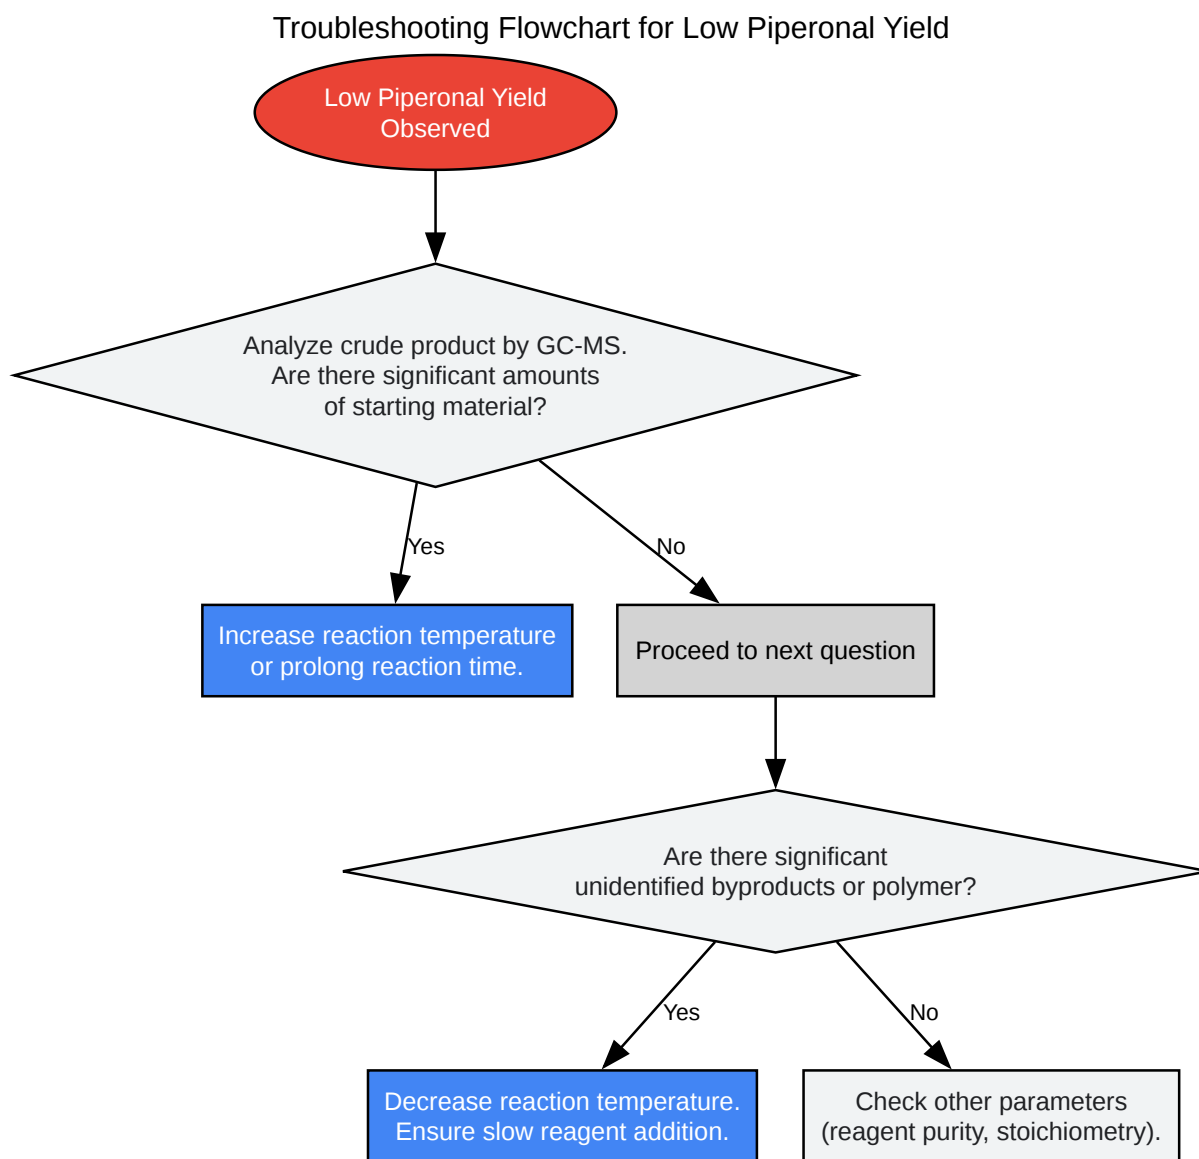 Troubleshooting Flowchart for Low Piperonal Yield
Low Piperonal Yield
Observed
Analyze crude product by GC-MS.
Are there significant amounts
of starting material?
Yes
No
Increase reaction temperature
or prolong reaction time.
Proceed to next question
Are there significant
unidentified byproducts or polymer?
Yes
No
Decrease reaction temperature.
Ensure slow reagent addition.
Check other parameters
(reagent purity, stoichiometry).